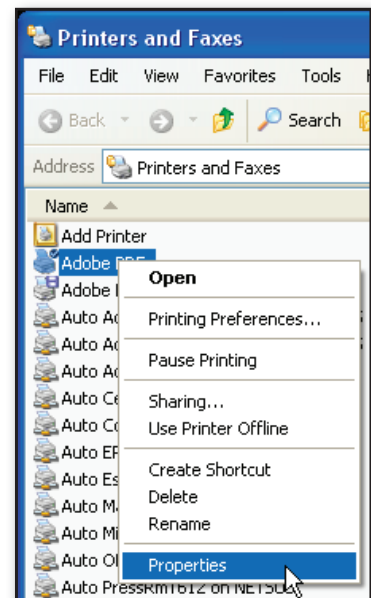 Printers and Faxes
File Edit View Favorites Tools
Back Search
Address Printers and Faxes
Name
Add Printer
Adobe
Adobe
Open
Auto
Printing Preferences...
Auto
Auto
Pause Printing
Auto
Auto
Sharing...
Auto
Use Printer Offline
Auto
Create Shortcut
Auto
Delete
Auto
Rename
Auto
Auto
Properties
Auto PressRm1612 on